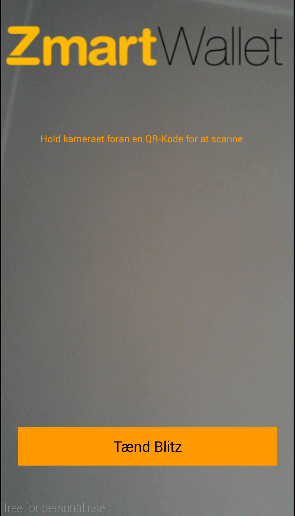 ZmartWallet
Hold kameraet foran en QR-Kode for at scanne
Tænd Blitz
free for personal use